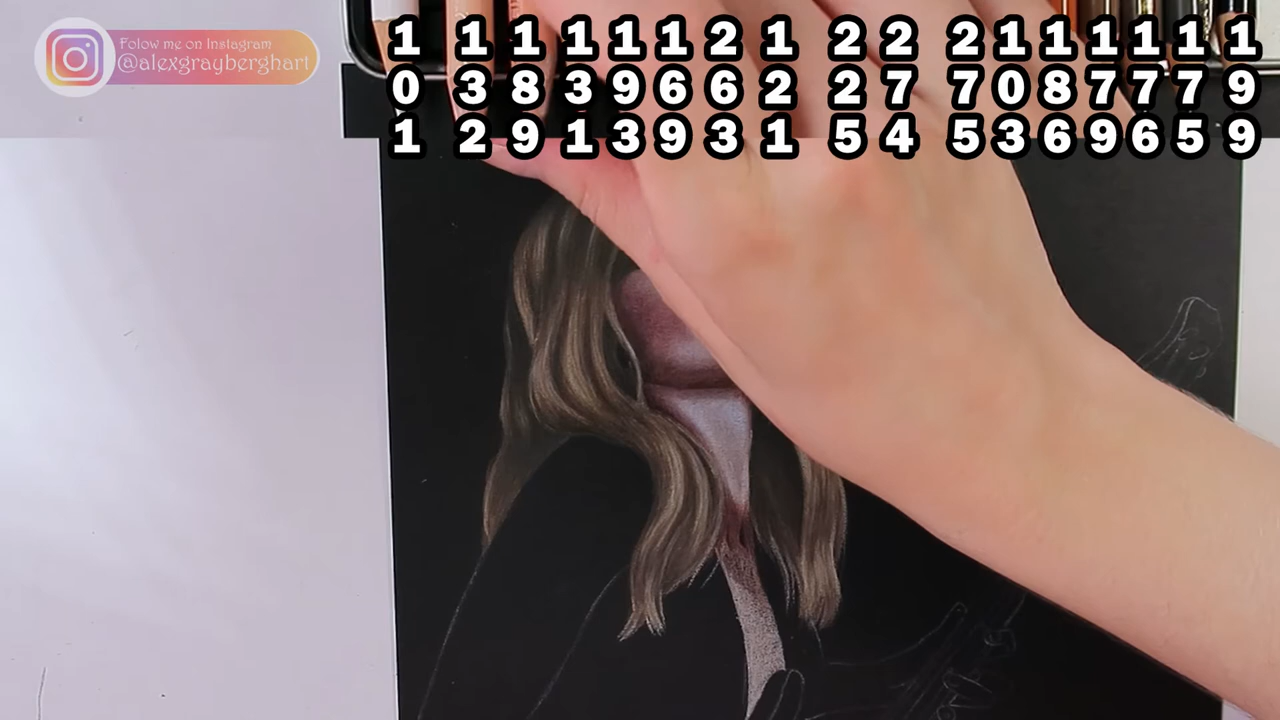 Folow me on Instagram
@alexgrayberghart
1 1 1 1 1 1 2 1 2 2 2 1 1 1 1 1 1
0 3 8 3 9 6 6 2 2 7 7 0 8 7 7 7 9
1 2 9 1 3 9 3 1 5 4 5 3 6 9 6 5 9